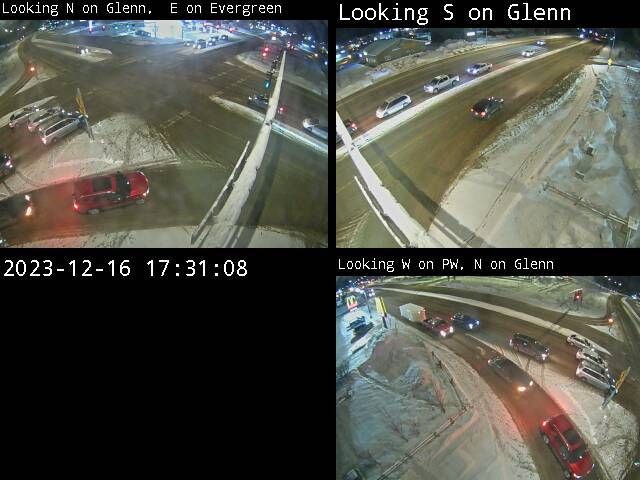 Looking N on Glenn, E on Evergreen
Looking S on Glenn
2023-12-16 17:31:08
Looking W on PW, N on Glenn